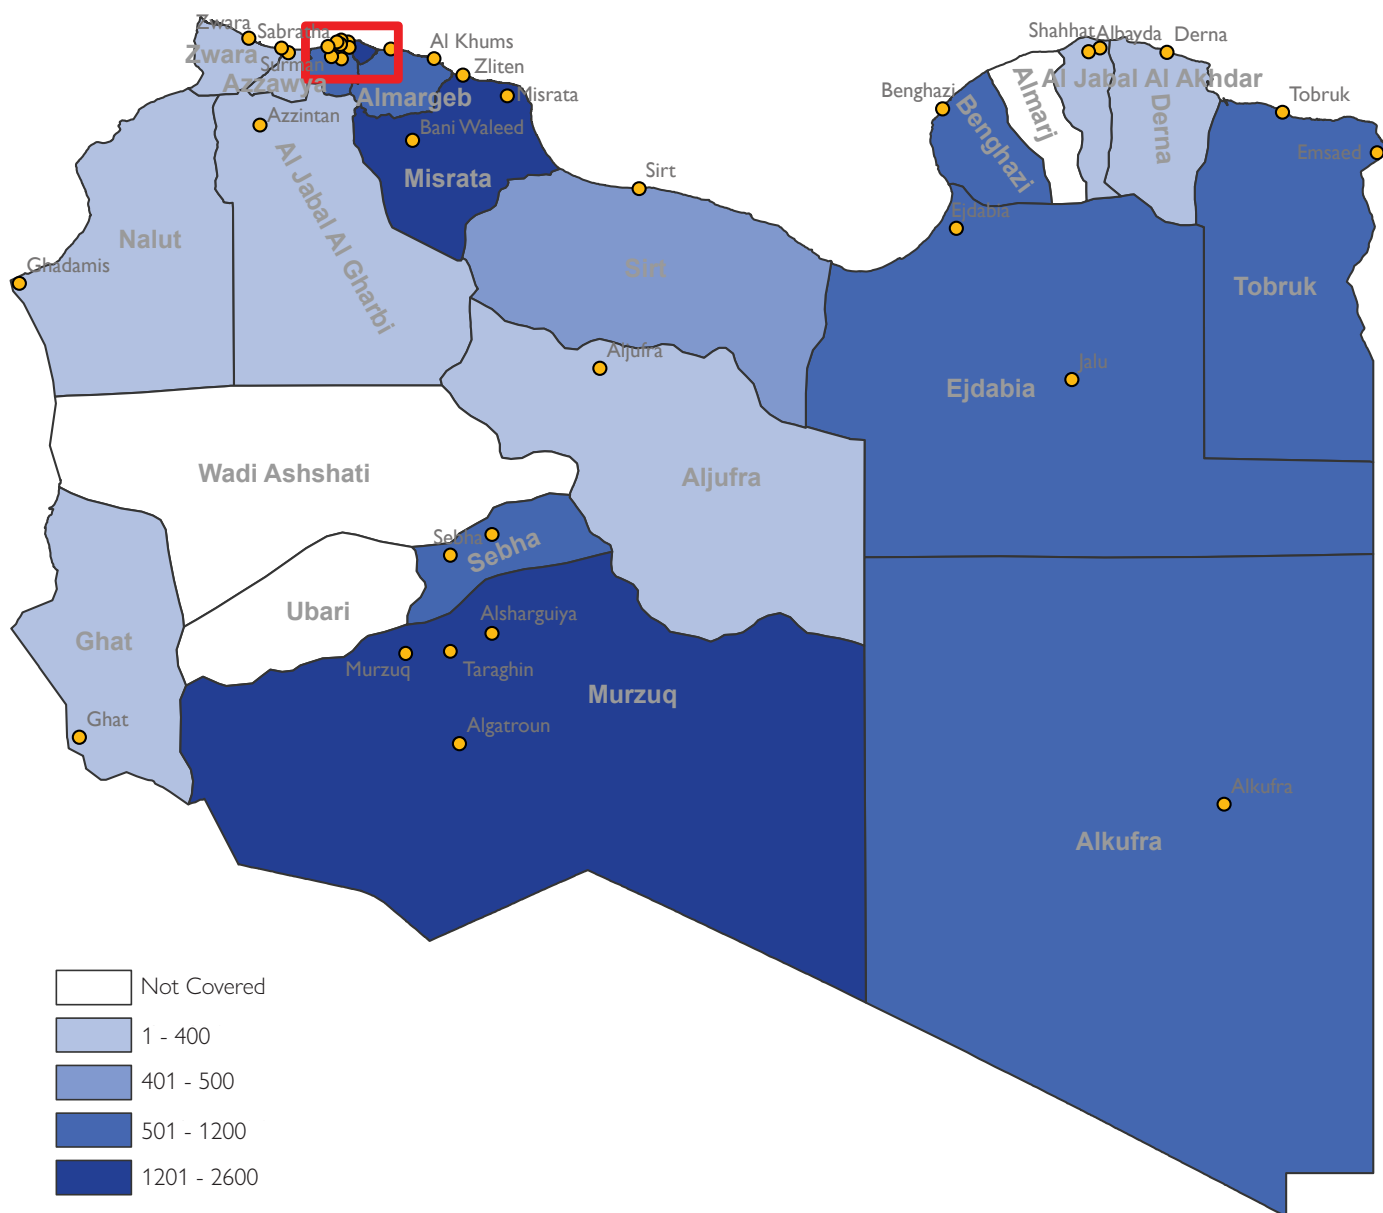 Zwara
Sabratha
Zwara
Surman
Azzawya
Al Khums
Zliten
Almargeb
Misrata
Azzintan
Bani Waleed
Misrata
Al Jabal Al Gharbi
Nalut
Ghadamis
Sirt
Sirt
Shahhat
Albayda
Derna
Al Jabal Al Akhdar
Almarj
Derna
Benghazi
Benghazi
Tobruk
Emsaed
Ejdabia
Tobruk
Aljufra
Jalu
Ejdabia
Wadi Ashshati
Aljufra
Sebha
Sebha
Ubari
Alsharguiya
Ghat
Murzuq
Taraghin
Murzuq
Ghat
Algatroun
Alkufra
Alkufra
Not Covered
1 - 400
401 - 500
501 - 1200
1201 - 2600